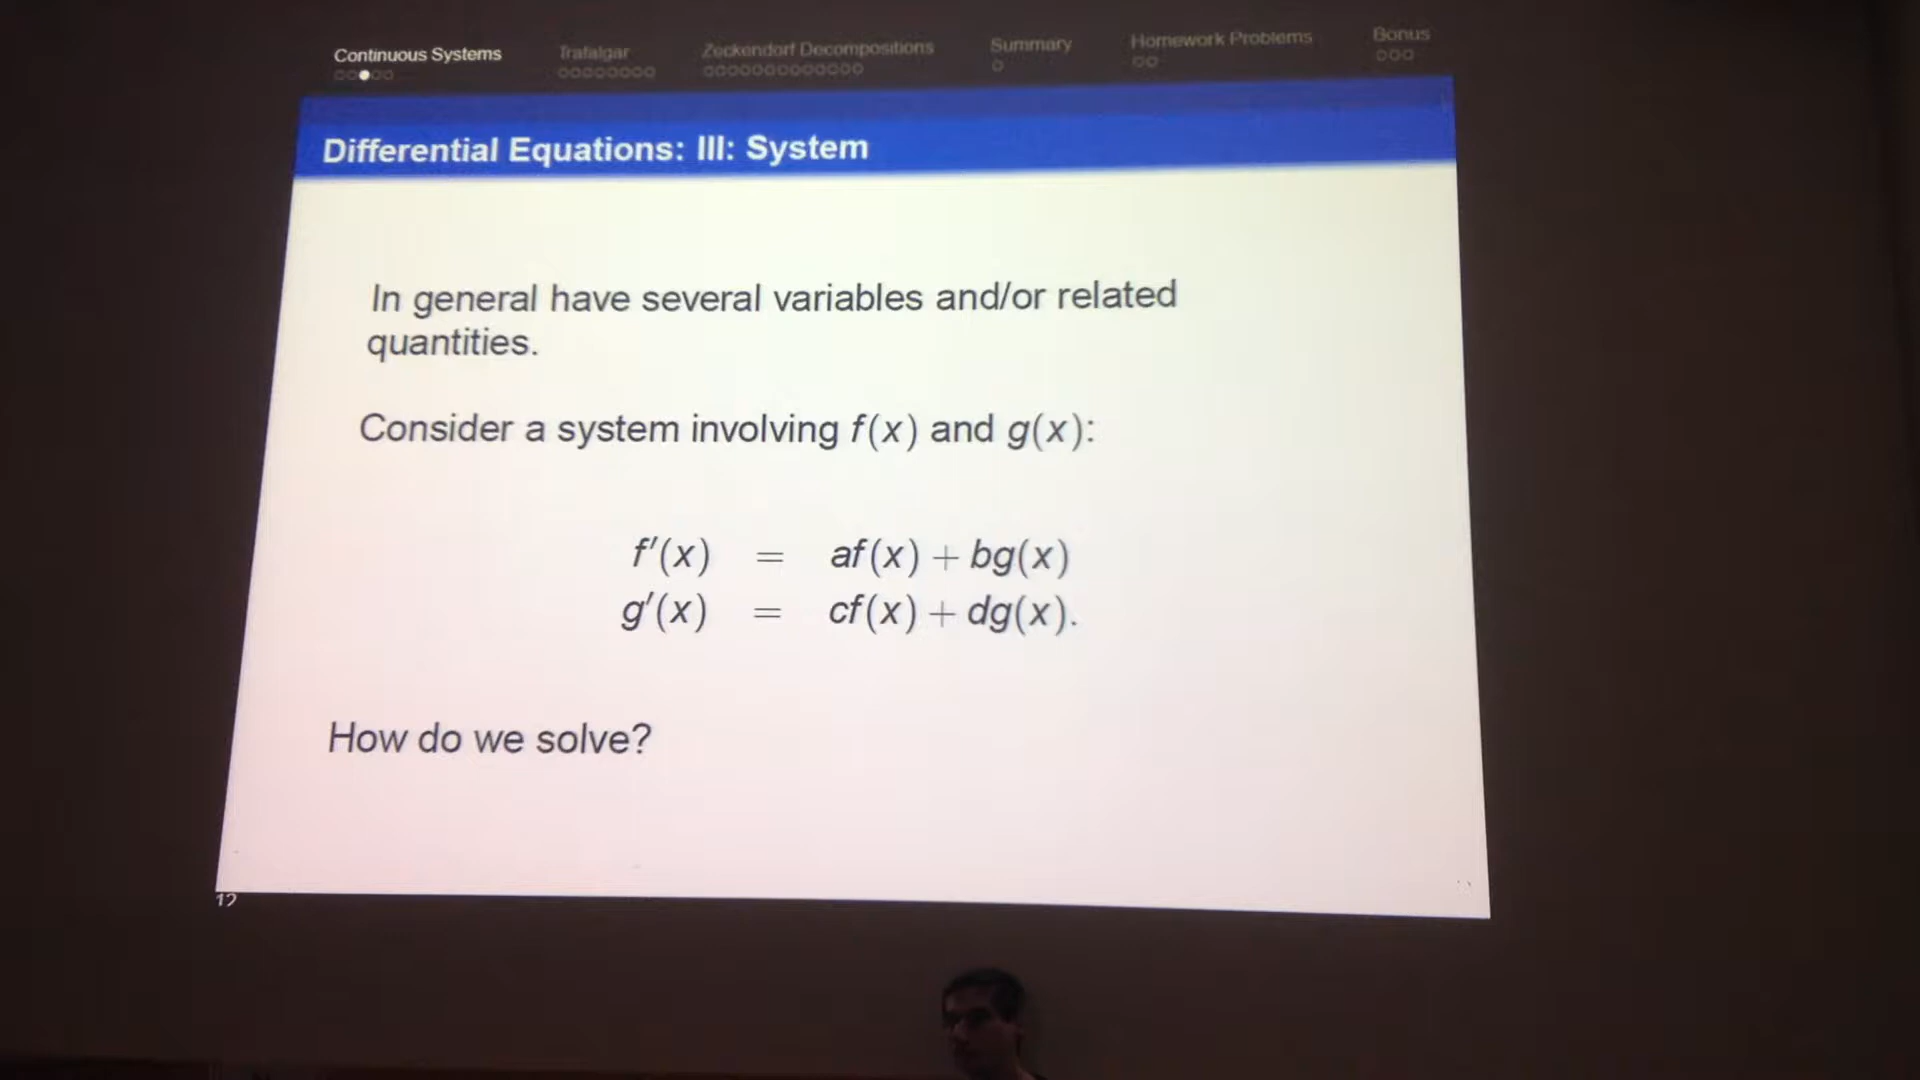 Continuous Systems Trafalgar Zeckendorf Decompositions Summary Homework Problems Bonus
Differential Equations: III: System
In general have several variables and/or related
quantities.
Consider a system involving f(x) and g(x):
f′(x) = af(x) + bg(x)
g′(x) = cf(x) + dg(x).
How do we solve?
12